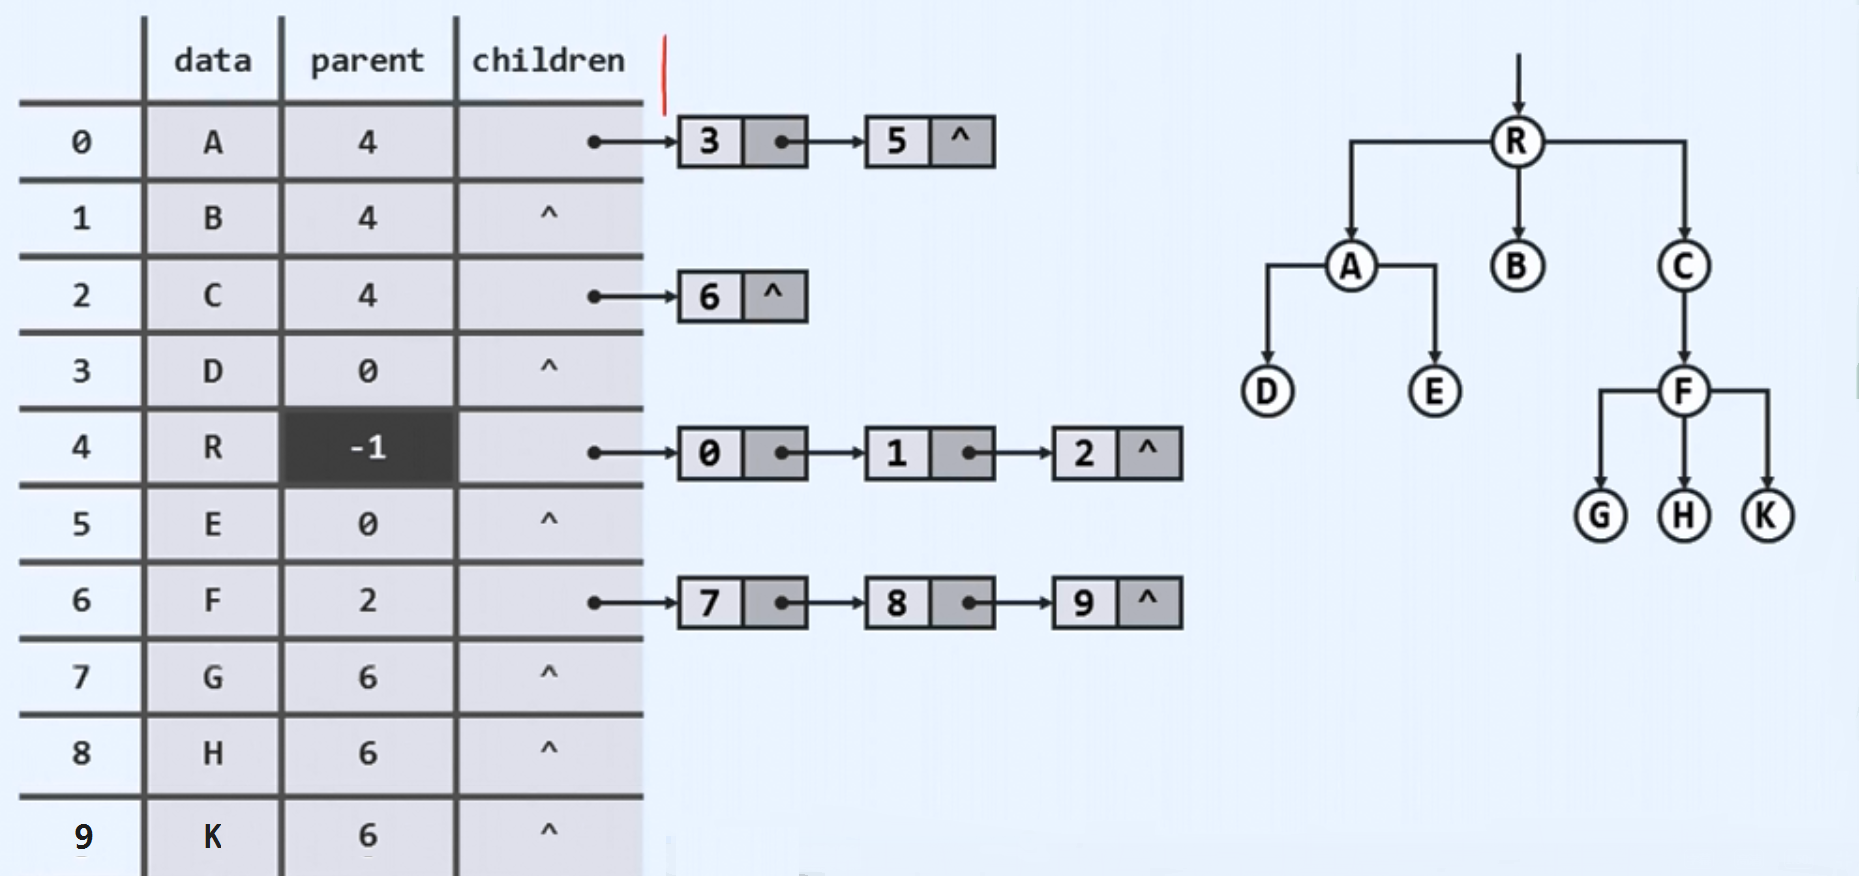 data parent children
0 A 4 3 5 ^
1 B 4 ^
2 C 4 6 ^
3 D 0 ^
4 R -1 0 1 2 ^
5 E 0 ^
6 F 2 7 8 9 ^
7 G 6 ^
8 H 6 ^
9 K 6 ^
R
A B C
D E F
G H K